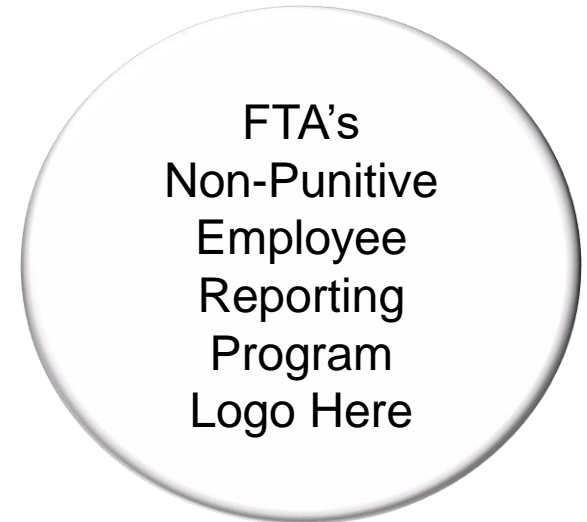 FTA’s
Non-Punitive
Employee
Reporting
Program
Logo Here